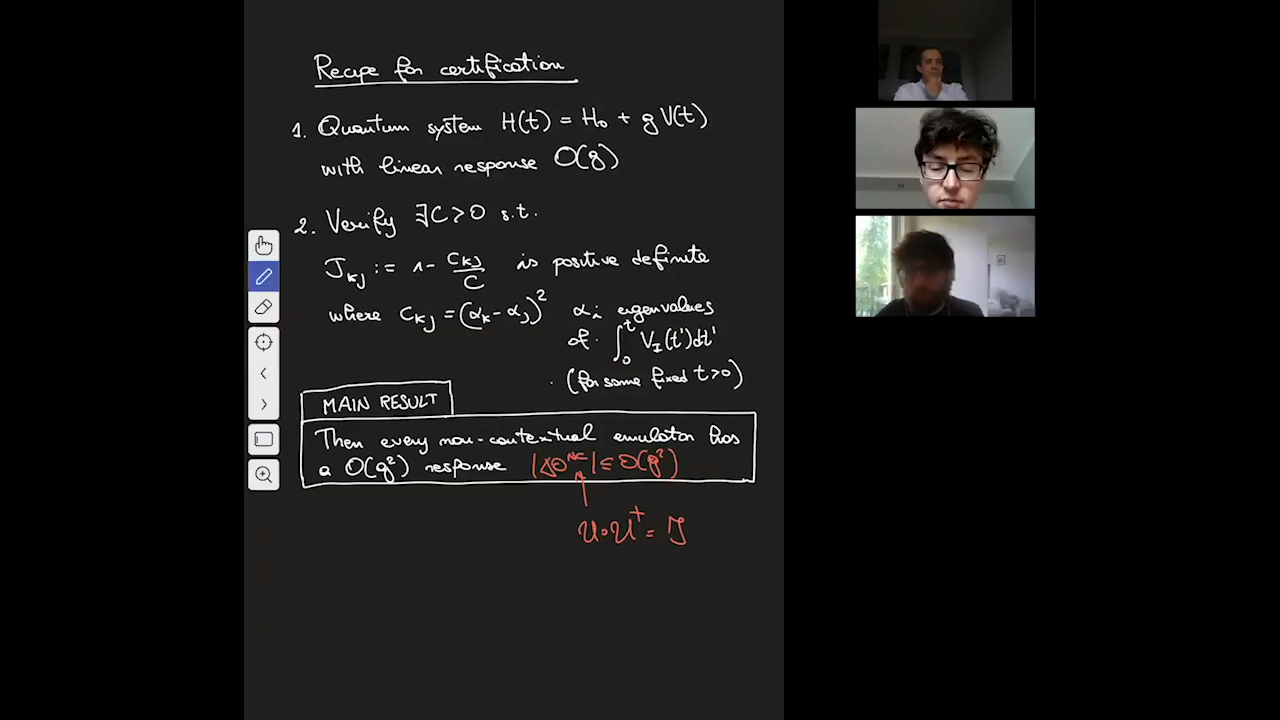 Recipe for certification
1. Quantum system H(t) = H₀ + g V(t)
with linear response O(g)
2. Verify ∃C>0 s.t.
J_kj := 1 - c_kj/C is positive definite
where c_kj = (α_k - α_j)² α_i eigenvalues
of ∫₀ᵗ V_I(t')dt'
(for some fixed t>0)
MAIN RESULT
Then every non-contextual emulator has
a O(g²) response |ΔO^NC| ≤ O(g²)
U∘U† = I